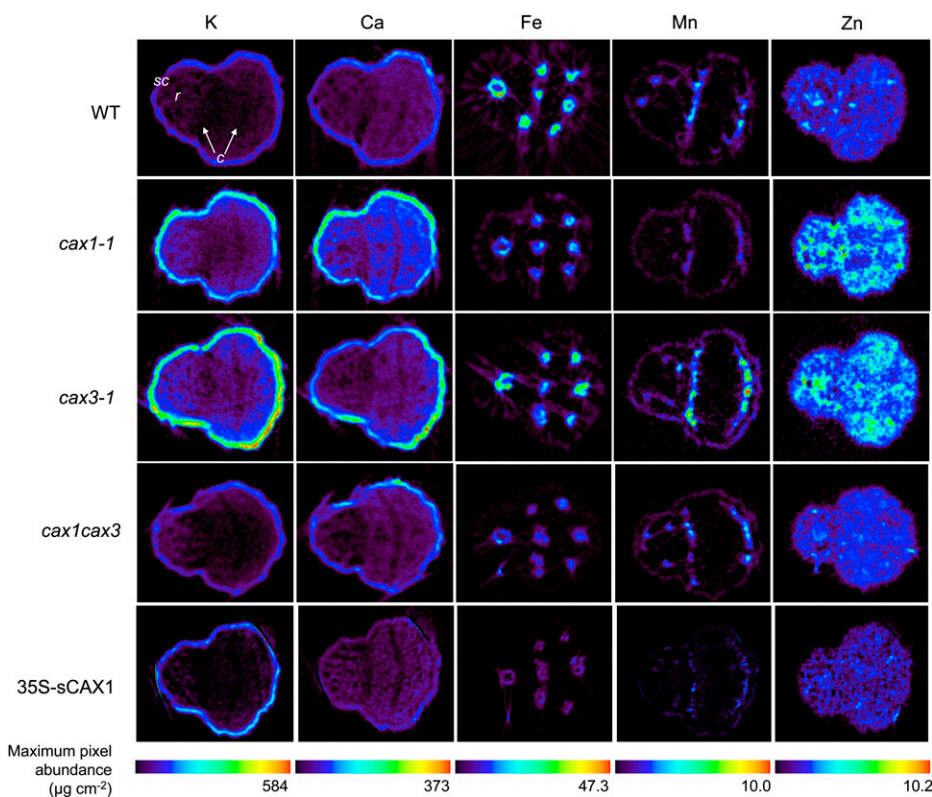 K Ca Fe Mn Zn
WT
sc
r
c
cax1-1
cax3-1
cax1cax3
35S-sCAX1
Maximum pixel
abundance
(µg cm-2)
584 373 47.3 10.0 10.2